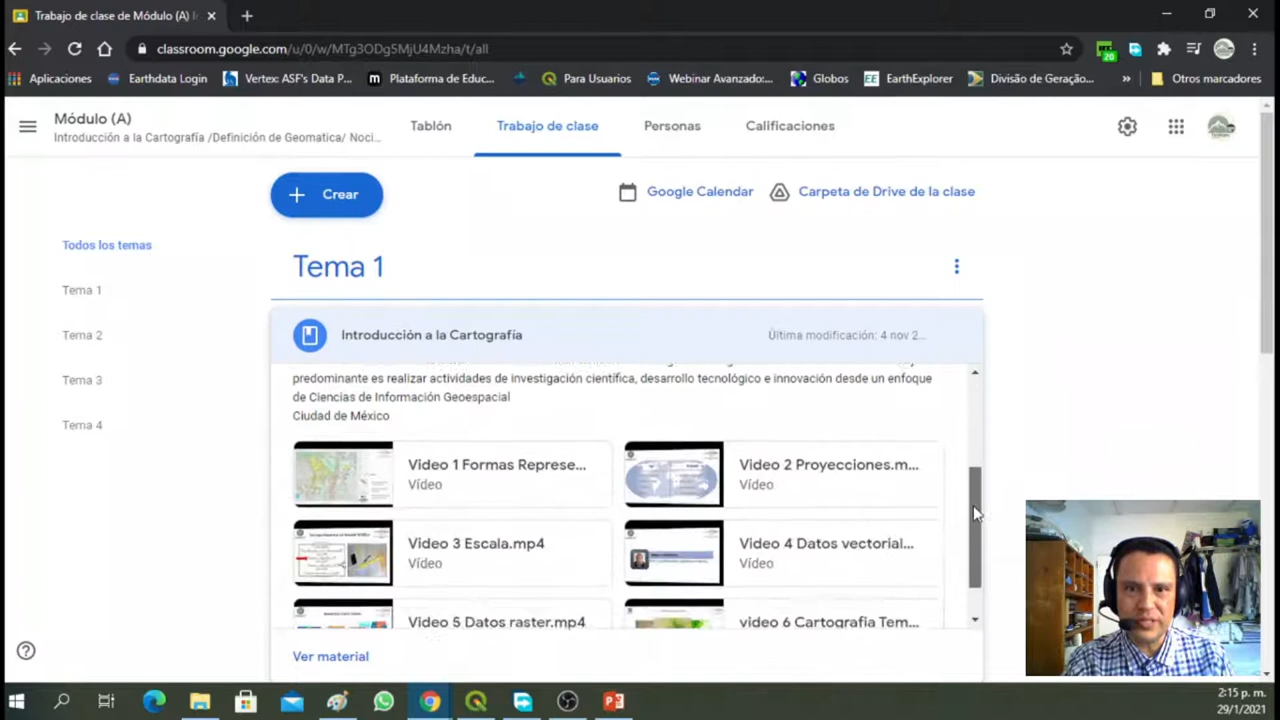 Trabajo de clase de Módulo (A)
classroom.google.com/u/0/w/MTg3ODg5MjU4Mzha/t/all
20
Aplicaciones
Earthdata Login
Vertex: ASF's Data P...
Plataforma de Educ...
Para Usuarios
Webinar Avanzado:...
Globos
EE EarthExplorer
Divisão de Geração...
»
Otros marcadores
Módulo (A)
Introducción a la Cartografía /Definición de Geomatica/ Noci...
Tablón
Trabajo de clase
Personas
Calificaciones
+ Crear
Google Calendar
Carpeta de Drive de la clase
Todos los temas
Tema 1
Tema 2
Tema 3
Tema 4
Tema 1
Introducción a la Cartografía
Última modificación: 4 nov 2...
predominante es realizar actividades de investigación científica, desarrollo tecnológico e innovación desde un enfoque
de Ciencias de Información Geoespacial
Ciudad de México
Video 1 Formas Represe...
Vídeo
Video 2 Proyecciones.m...
Vídeo
Video 3 Escala.mp4
Vídeo
Video 4 Datos vectorial...
Vídeo
Video 5 Datos raster.mp4
video 6 Cartografia Tem...
Ver material
2:15 p. m.
29/1/2021